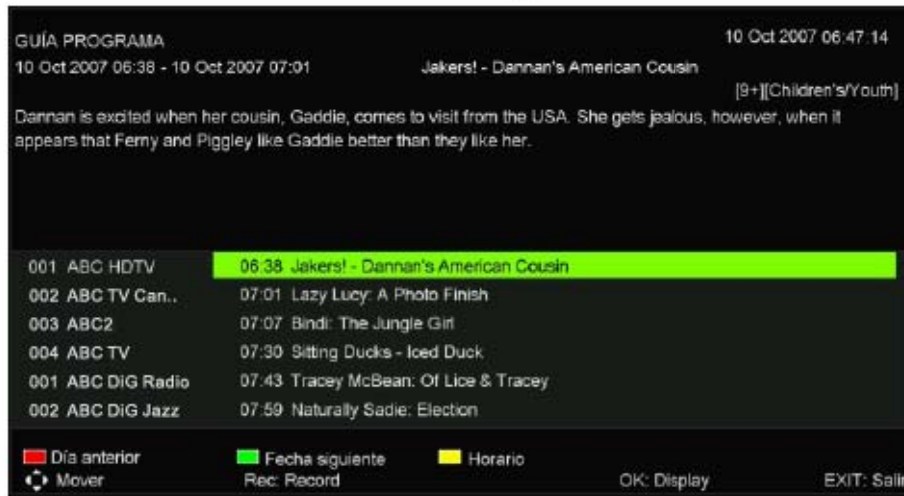 GUÍA PROGRAMA 10 Oct 2007 06:47:14
10 Oct 2007 06:38 - 10 Oct 2007 07:01 Jakers! - Dannan's American Cousin
[9+][Children's/Youth]
Dannan is excited when her cousin, Gaddie, comes to visit from the USA. She gets jealous, however, when it
appears that Ferny and Piggley like Gaddie better than they like her.
001 ABC HDTV 06:38 Jakers! - Dannan's American Cousin
002 ABC TV Can.. 07:01 Lazy Lucy: A Photo Finish
003 ABC2 07:07 Bindi: The Jungle Girl
004 ABC TV 07:30 Sitting Ducks - Iced Duck
001 ABC DiG Radio 07:43 Tracey McBean: Of Lice & Tracey
002 ABC DiG Jazz 07:59 Naturally Sadie: Election
Día anterior Fecha siguiente Horario
Mover Rec: Record OK: Display EXIT: Salir